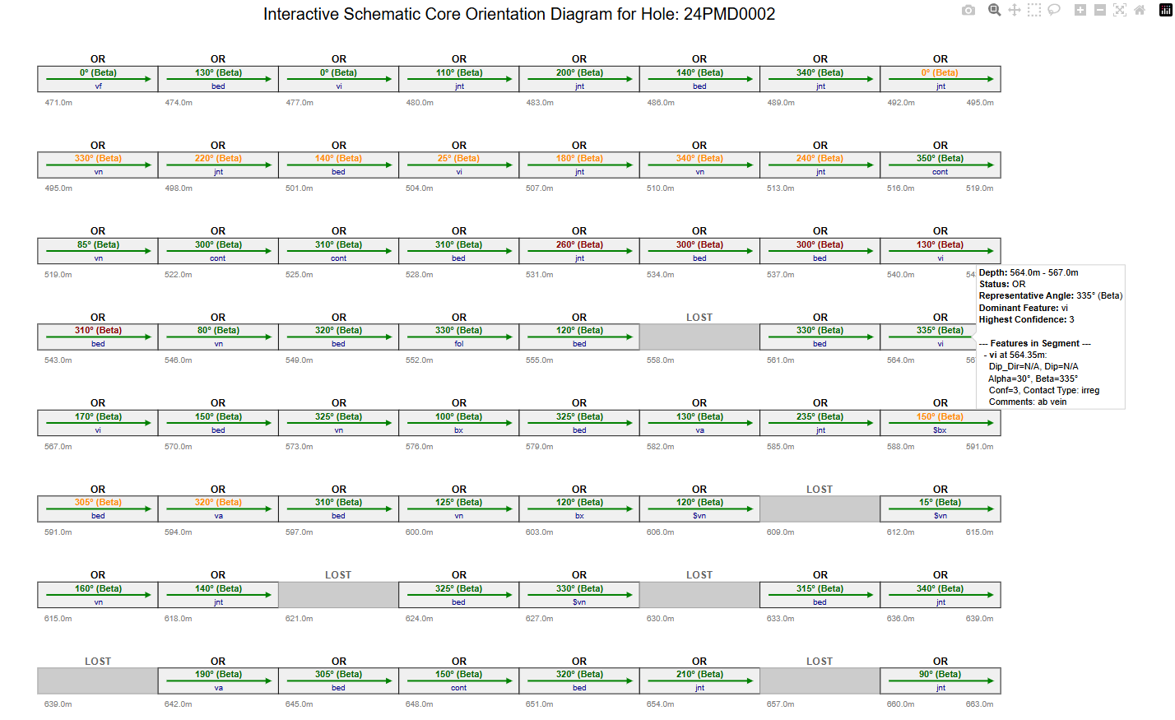 Interactive Schematic Core Orientation Diagram for Hole: 24PMD0002
OR OR OR OR OR OR OR OR
0° (Beta) 130° (Beta) 0° (Beta) 110° (Beta) 200° (Beta) 140° (Beta) 340° (Beta) 0° (Beta)
vf bed vi jnt jnt bed jnt jnt
471.0m 474.0m 477.0m 480.0m 483.0m 486.0m 489.0m 492.0m 495.0m
OR OR OR OR OR OR OR OR
330° (Beta) 220° (Beta) 140° (Beta) 25° (Beta) 180° (Beta) 340° (Beta) 240° (Beta) 350° (Beta)
vn jnt bed vi jnt vn jnt cont
495.0m 498.0m 501.0m 504.0m 507.0m 510.0m 513.0m 516.0m 519.0m
OR OR OR OR OR OR OR OR
85° (Beta) 300° (Beta) 310° (Beta) 310° (Beta) 260° (Beta) 300° (Beta) 300° (Beta) 130° (Beta)
vn cont cont bed jnt bed bed vi
519.0m 522.0m 525.0m 528.0m 531.0m 534.0m 537.0m 540.0m 54
Depth: 564.0m - 567.0m
Status: OR
Representative Angle: 335° (Beta)
Dominant Feature: vi
Highest Confidence: 3
--- Features in Segment ---
- vi at 564.35m:
Dip_Dir=N/A, Dip=N/A
Alpha=30°, Beta=335°
Conf=3, Contact Type: irreg
Comments: ab vein
OR OR OR OR OR LOST OR OR
310° (Beta) 80° (Beta) 320° (Beta) 330° (Beta) 120° (Beta) 330° (Beta) 335° (Beta)
bed vn bed fol bed bed vi
543.0m 546.0m 549.0m 552.0m 555.0m 558.0m 561.0m 564.0m 56
OR OR OR OR OR OR OR OR
170° (Beta) 150° (Beta) 325° (Beta) 100° (Beta) 325° (Beta) 130° (Beta) 235° (Beta) 150° (Beta)
vi bed vn bx bed va jnt $bx
567.0m 570.0m 573.0m 576.0m 579.0m 582.0m 585.0m 588.0m 591.0m
OR OR OR OR OR OR LOST OR
305° (Beta) 320° (Beta) 310° (Beta) 125° (Beta) 120° (Beta) 120° (Beta) 15° (Beta)
bed va bed vn bx $vn $vn
591.0m 594.0m 597.0m 600.0m 603.0m 606.0m 609.0m 612.0m 615.0m
OR OR LOST OR OR LOST OR OR
160° (Beta) 140° (Beta) 325° (Beta) 330° (Beta) 315° (Beta) 340° (Beta)
vn jnt bed $vn bed jnt
615.0m 618.0m 621.0m 624.0m 627.0m 630.0m 633.0m 636.0m 639.0m
LOST OR OR OR OR OR LOST OR
190° (Beta) 305° (Beta) 150° (Beta) 320° (Beta) 210° (Beta) 90° (Beta)
va bed cont bed jnt jnt
639.0m 642.0m 645.0m 648.0m 651.0m 654.0m 657.0m 660.0m 663.0m